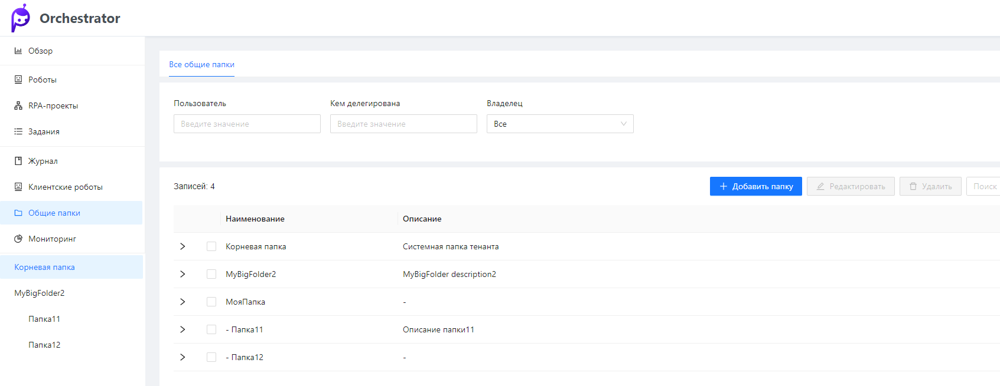 Orchestrator
Обзор
Роботы
RPA-проекты
Задания
Журнал
Клиентские роботы
Общие папки
Мониторинг
Корневая папка
MyBigFolder2
Папка11
Папка12
Все общие папки
Пользователь Кем делегирована Владелец
Введите значение Введите значение Все
Записей: 4 Добавить папку Редактировать Удалить Поиск
Наименование Описание
Корневая папка Системная папка тенанта
MyBigFolder2 MyBigFolder description2
МояПапка -
- Папка11 Описание папки11
- Папка12 -